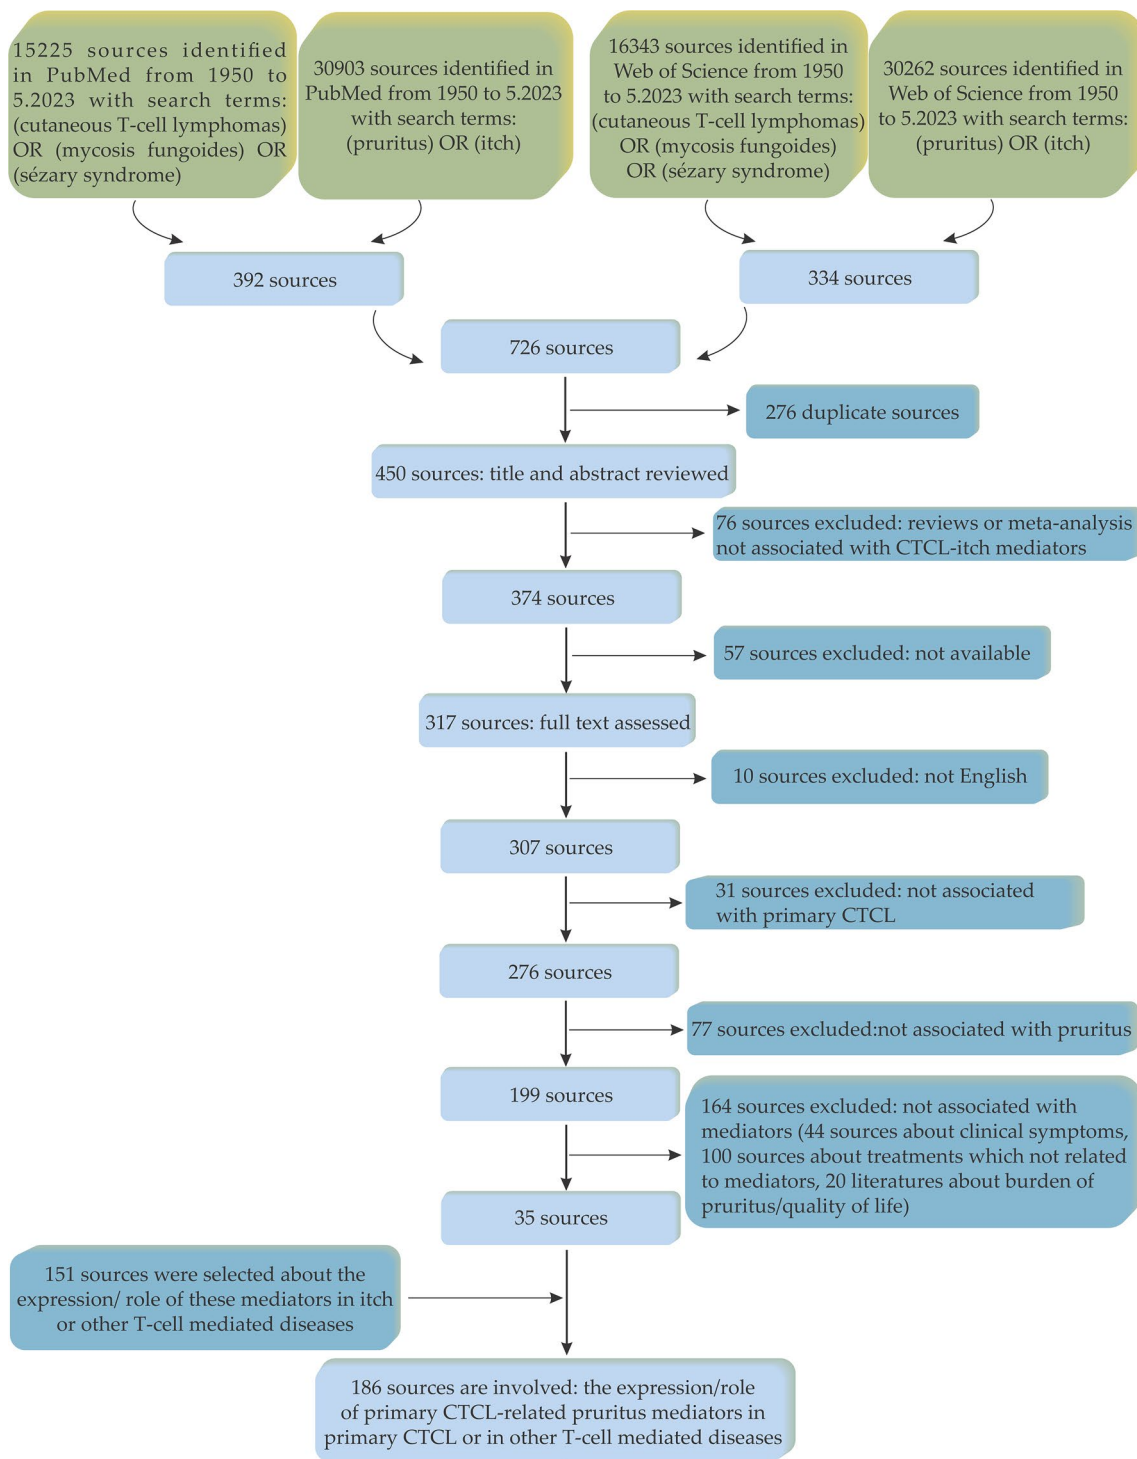 15225 sources identified
in PubMed from 1950 to
5.2023 with search terms:
(cutaneous T-cell lymphomas)
OR (mycosis fungoides) OR
(sézary syndrome)
30903 sources identified in
PubMed from 1950 to 5.2023
with search terms:
(pruritus) OR (itch)
16343 sources identified in
Web of Science from 1950
to 5.2023 with search terms:
(cutaneous T-cell lymphomas)
OR (mycosis fungoides)
OR (sézary syndrome)
30262 sources identified in
Web of Science from 1950
to 5.2023 with search terms:
(pruritus) OR (itch)
392 sources
334 sources
726 sources
276 duplicate sources
450 sources: title and abstract reviewed
76 sources excluded: reviews or meta-analysis
not associated with CTCL-itch mediators
374 sources
57 sources excluded: not available
317 sources: full text assessed
10 sources excluded: not English
307 sources
31 sources excluded: not associated
with primary CTCL
276 sources
77 sources excluded:not associated with pruritus
199 sources
164 sources excluded: not associated with
mediators (44 sources about clinical symptoms,
100 sources about treatments which not related
to mediators, 20 literatures about burden of
pruritus/quality of life)
35 sources
151 sources were selected about the
expression/ role of these mediators in itch
or other T-cell mediated diseases
186 sources are involved: the expression/role
of primary CTCL-related pruritus mediators in
primary CTCL or in other T-cell mediated diseases